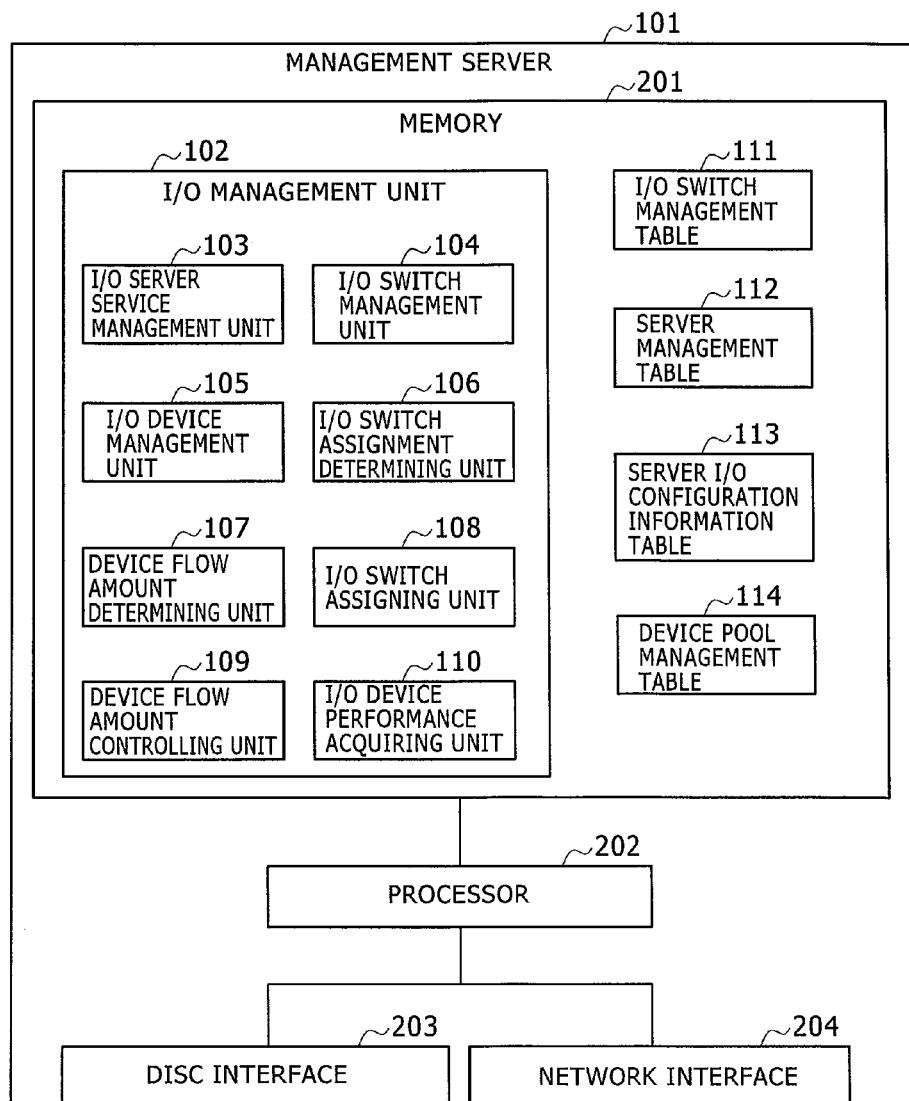 101
MANAGEMENT SERVER
201
MEMORY
102
I/O MANAGEMENT UNIT
103
I/O SERVER
SERVICE
MANAGEMENT UNIT
104
I/O SWITCH
MANAGEMENT
UNIT
105
I/O DEVICE
MANAGEMENT
UNIT
106
I/O SWITCH
ASSIGNMENT
DETERMINING UNIT
107
DEVICE FLOW
AMOUNT
DETERMINING UNIT
108
I/O SWITCH
ASSIGNING UNIT
109
DEVICE FLOW
AMOUNT
CONTROLLING UNIT
110
I/O DEVICE
PERFORMANCE
ACQUIRING UNIT
111
I/O SWITCH
MANAGEMENT
TABLE
112
SERVER
MANAGEMENT
TABLE
113
SERVER I/O
CONFIGURATION
INFORMATION
TABLE
114
DEVICE POOL
MANAGEMENT
TABLE
202
PROCESSOR
203
DISC INTERFACE
204
NETWORK INTERFACE